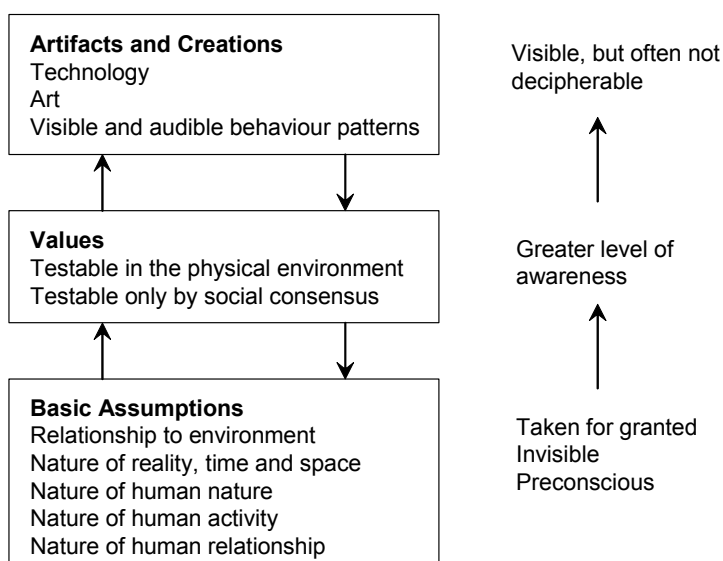 Artifacts and Creations
Technology
Art
Visible and audible behaviour patterns
Visible, but often not
decipherable
Values
Testable in the physical environment
Testable only by social consensus
Greater level of
awareness
Basic Assumptions
Relationship to environment
Nature of reality, time and space
Nature of human nature
Nature of human activity
Nature of human relationship
Taken for granted
Invisible
Preconscious